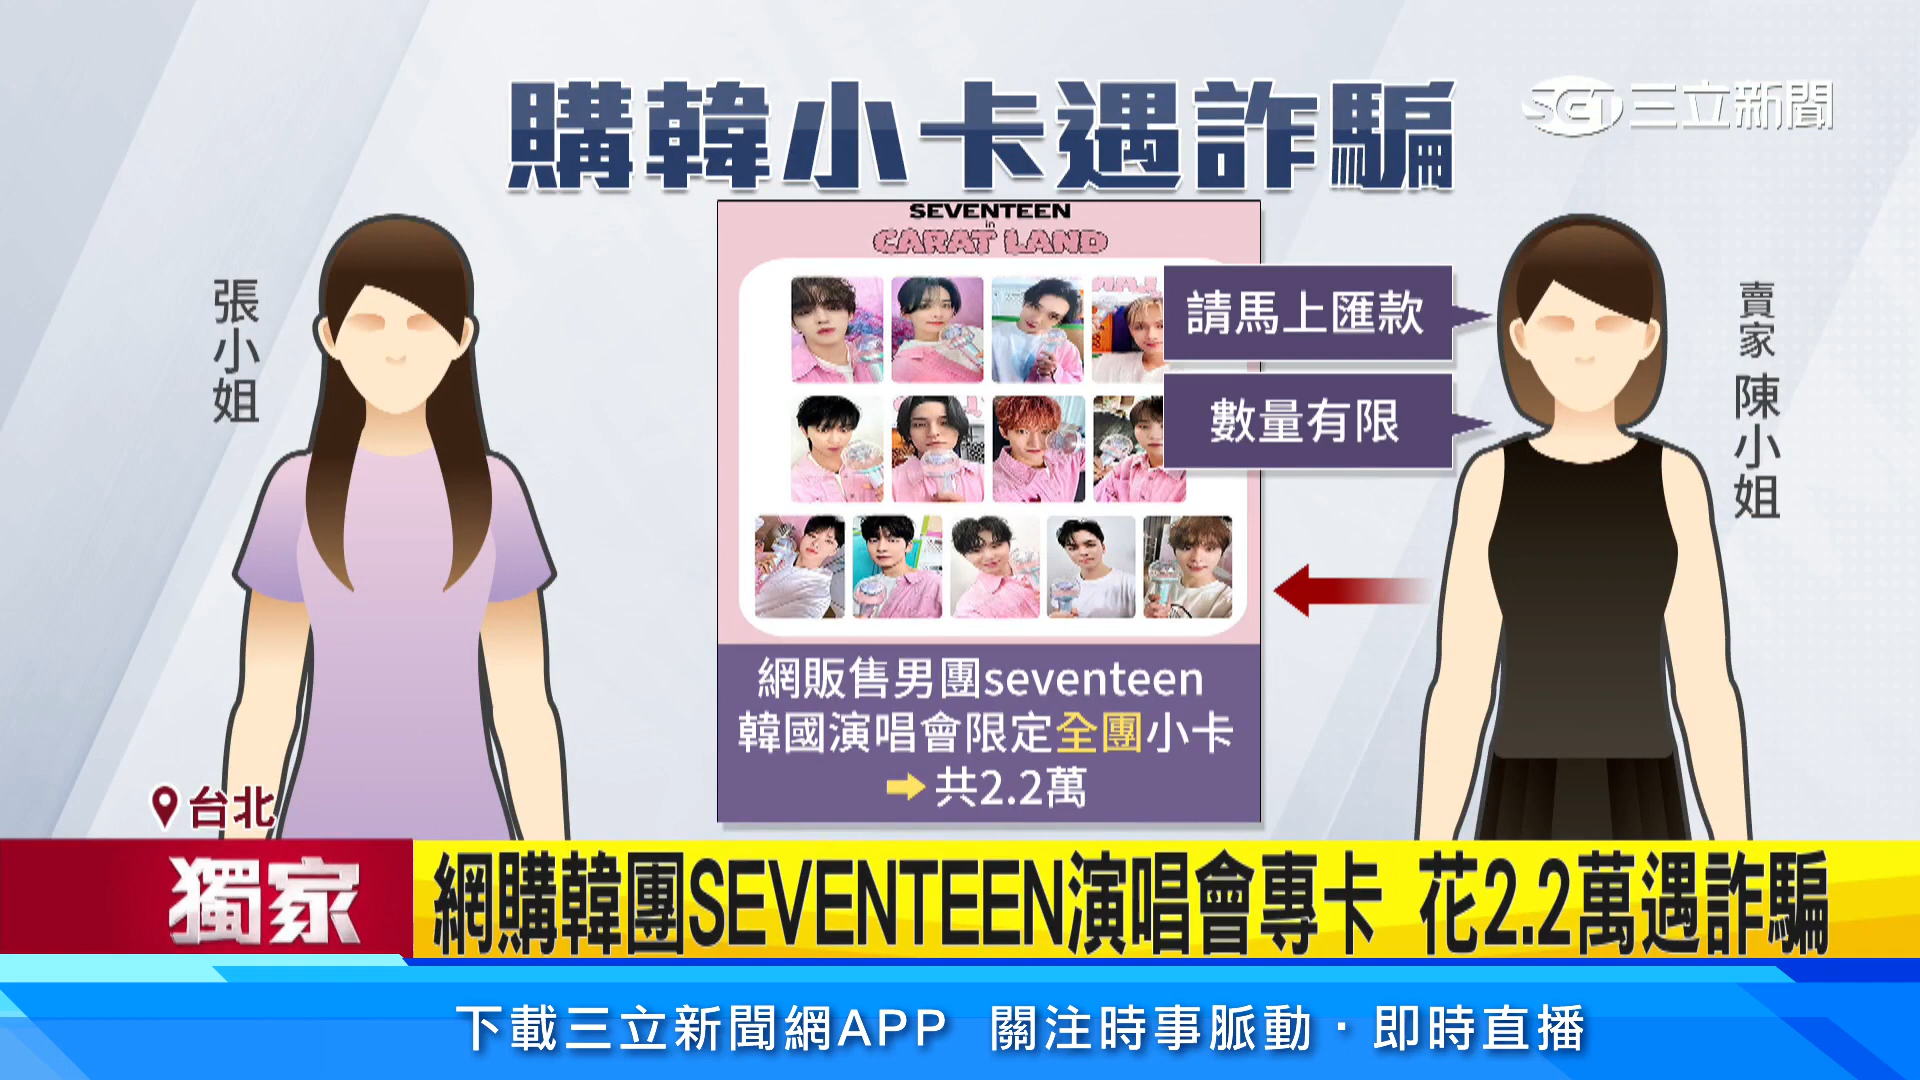 購韓小卡遇詐騙
SET三立新聞
SEVENTEEN
in
CARAT LAND
張小姐
請馬上匯款
數量有限
賣家 陳小姐
網販售男團seventeen
韓國演唱會限定全團小卡
共2.2萬
台北
獨家
網購韓團SEVENTEEN演唱會專卡 花2.2萬遇詐騙
下載三立新聞網APP 關注時事脈動·即時直播